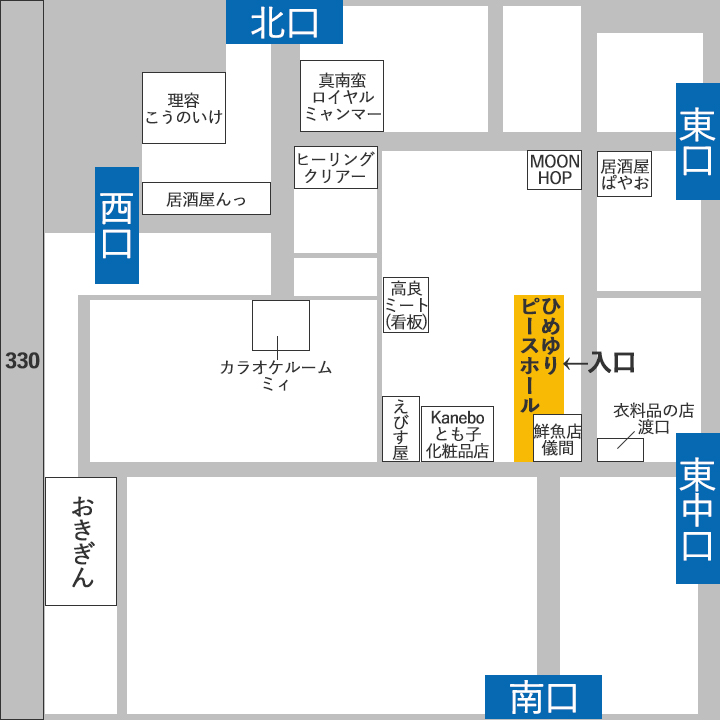 北口
理容
こうのいけ
真南蛮
ロイヤル
ミャンマー
東口
西口
居酒屋んっ
ヒーリング
クリアー
MOON
HOP
居酒屋
ぱやお
高良
ミート
(看板)
ひめゆり
ピースホール
←入口
330
カラオケルーム
ミィ
えびす屋
Kanebo
とも子
化粧品店
鮮魚店
儀間
衣料品の店
渡口
東中口
おきぎん
南口